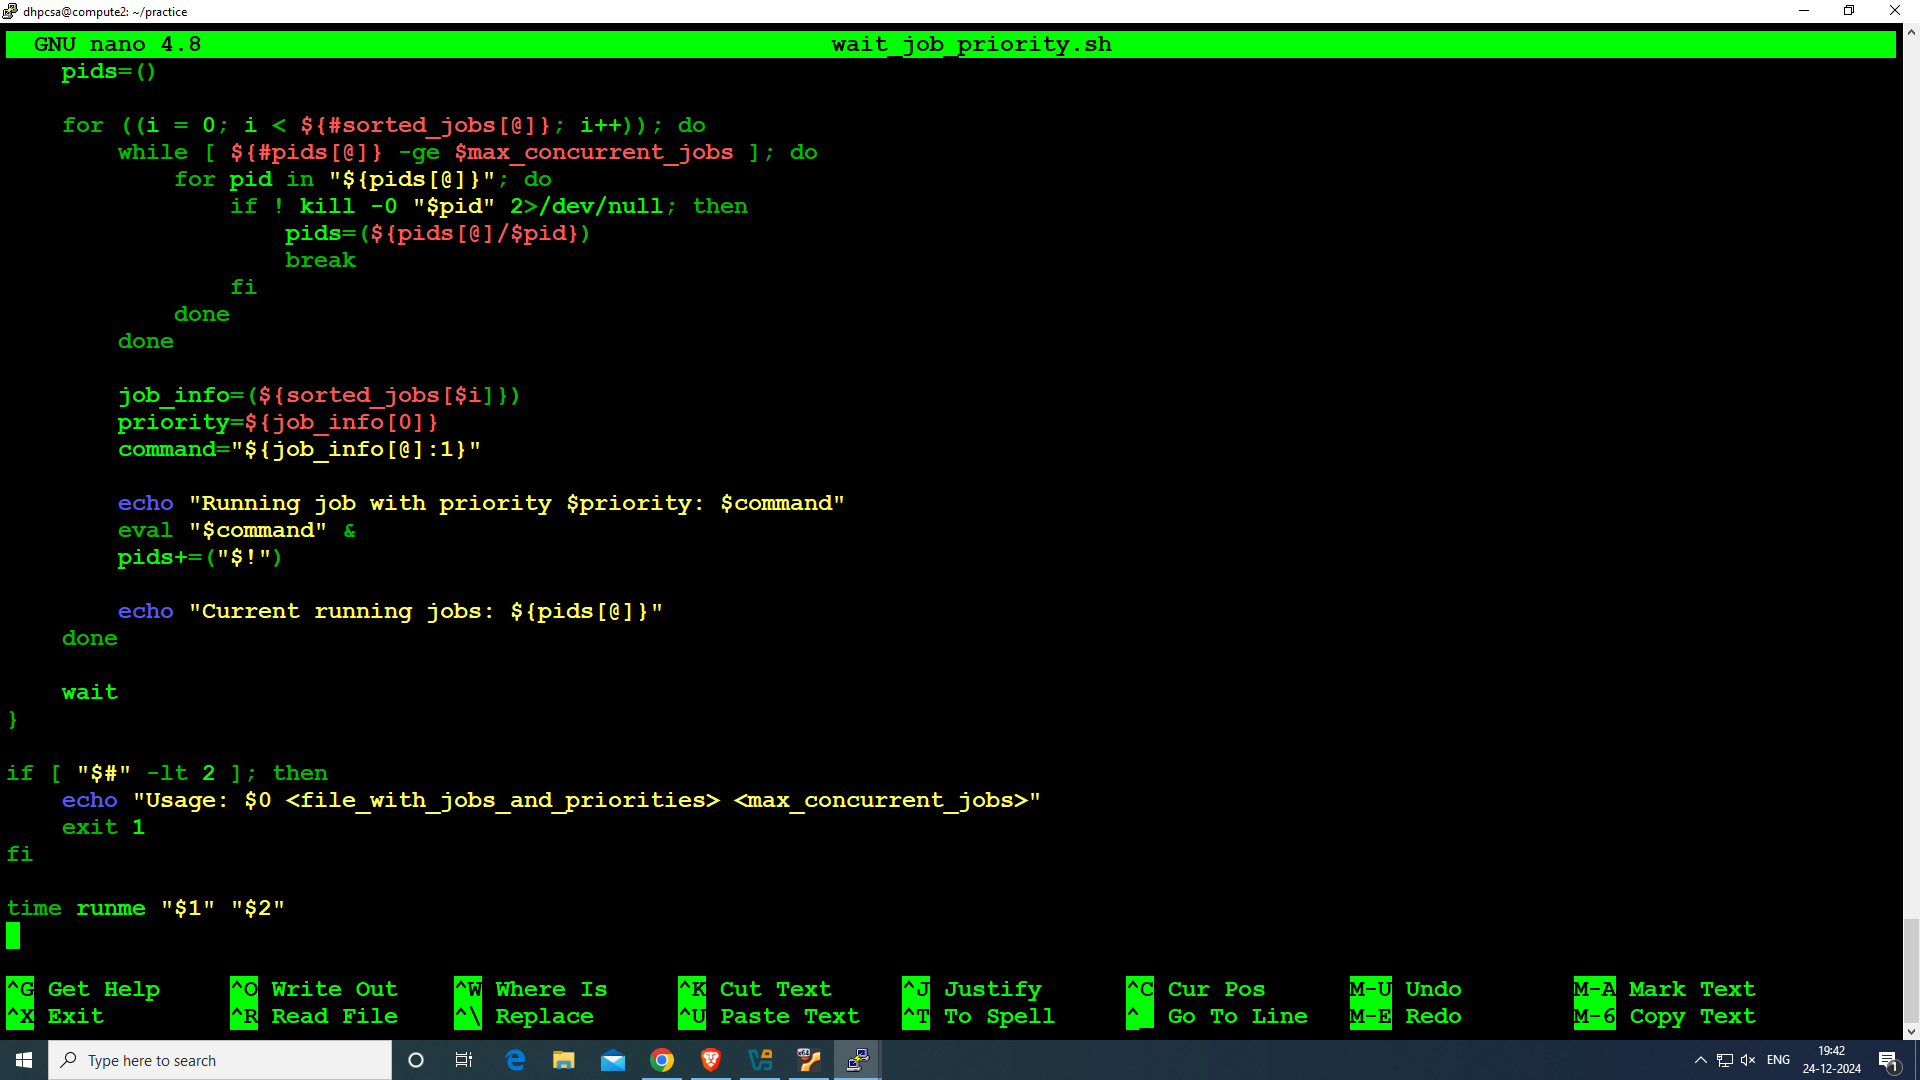 dhpcsa@compute2: ~/practice
GNU nano 4.8 wait_job_priority.sh
    pids=()

    for ((i = 0; i < ${#sorted_jobs[@]}; i++)); do
        while [ ${#pids[@]} -ge $max_concurrent_jobs ]; do
            for pid in "${pids[@]}"; do
                if ! kill -0 "$pid" 2>/dev/null; then
                    pids=(${pids[@]/$pid})
                    break
                fi
            done
        done

        job_info=(${sorted_jobs[$i]})
        priority=${job_info[0]}
        command="${job_info[@]:1}"

        echo "Running job with priority $priority: $command"
        eval "$command" &
        pids+=("$!")

        echo "Current running jobs: ${pids[@]}"
    done

    wait
}

if [ "$#" -lt 2 ]; then
    echo "Usage: $0 <file_with_jobs_and_priorities> <max_concurrent_jobs>"
    exit 1
fi

time runme "$1" "$2"

^G Get Help ^O Write Out ^W Where Is ^K Cut Text ^J Justify ^C Cur Pos M-U Undo M-A Mark Text
^X Exit ^R Read File ^\ Replace ^U Paste Text ^T To Spell ^_ Go To Line M-E Redo M-6 Copy Text
Type here to search
ENG
19:42
24-12-2024
1